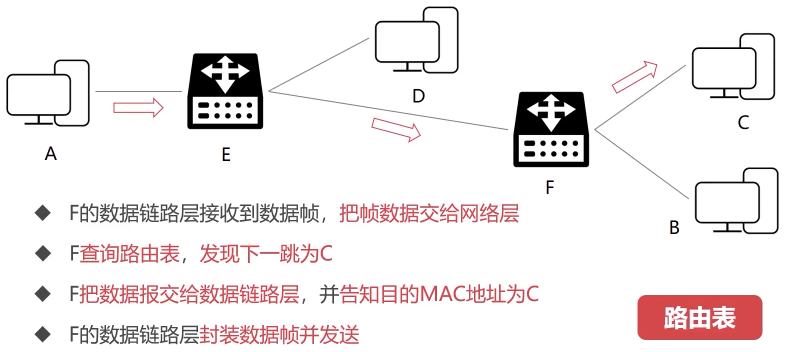 A
E
D
F
C
B
◆ F的数据链路层接收到数据帧，把帧数据交给网络层
◆ F查询路由表，发现下一跳为C
◆ F把数据报交给数据链路层，并告知目的MAC地址为C
◆ F的数据链路层封装数据帧并发送
路由表